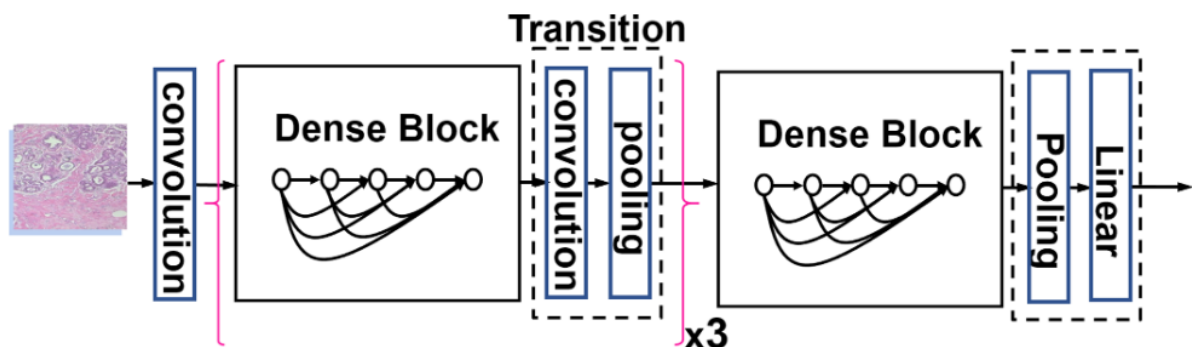 Transition
convolution
Dense Block
convolution
pooling
x3
Dense Block
Pooling
Linear